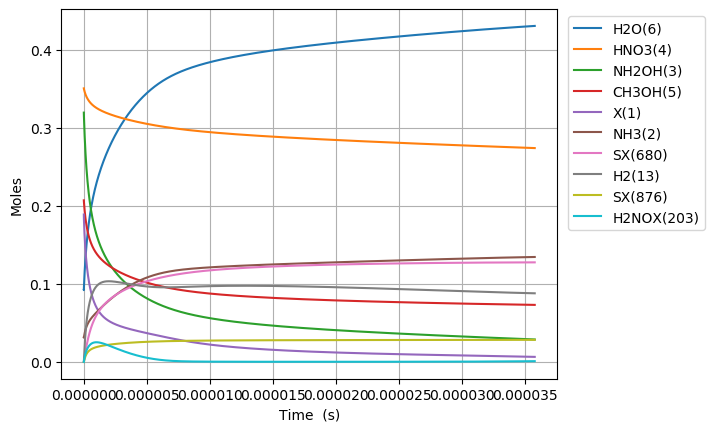 0.4
0.3
0.2
0.1
0.0
Moles
0.000000 0.000005 0.000010 0.000015 0.000020 0.000025 0.000030 0.000035
Time (s)
H2O(6)
HNO3(4)
NH2OH(3)
CH3OH(5)
X(1)
NH3(2)
SX(680)
H2(13)
SX(876)
H2NOX(203)